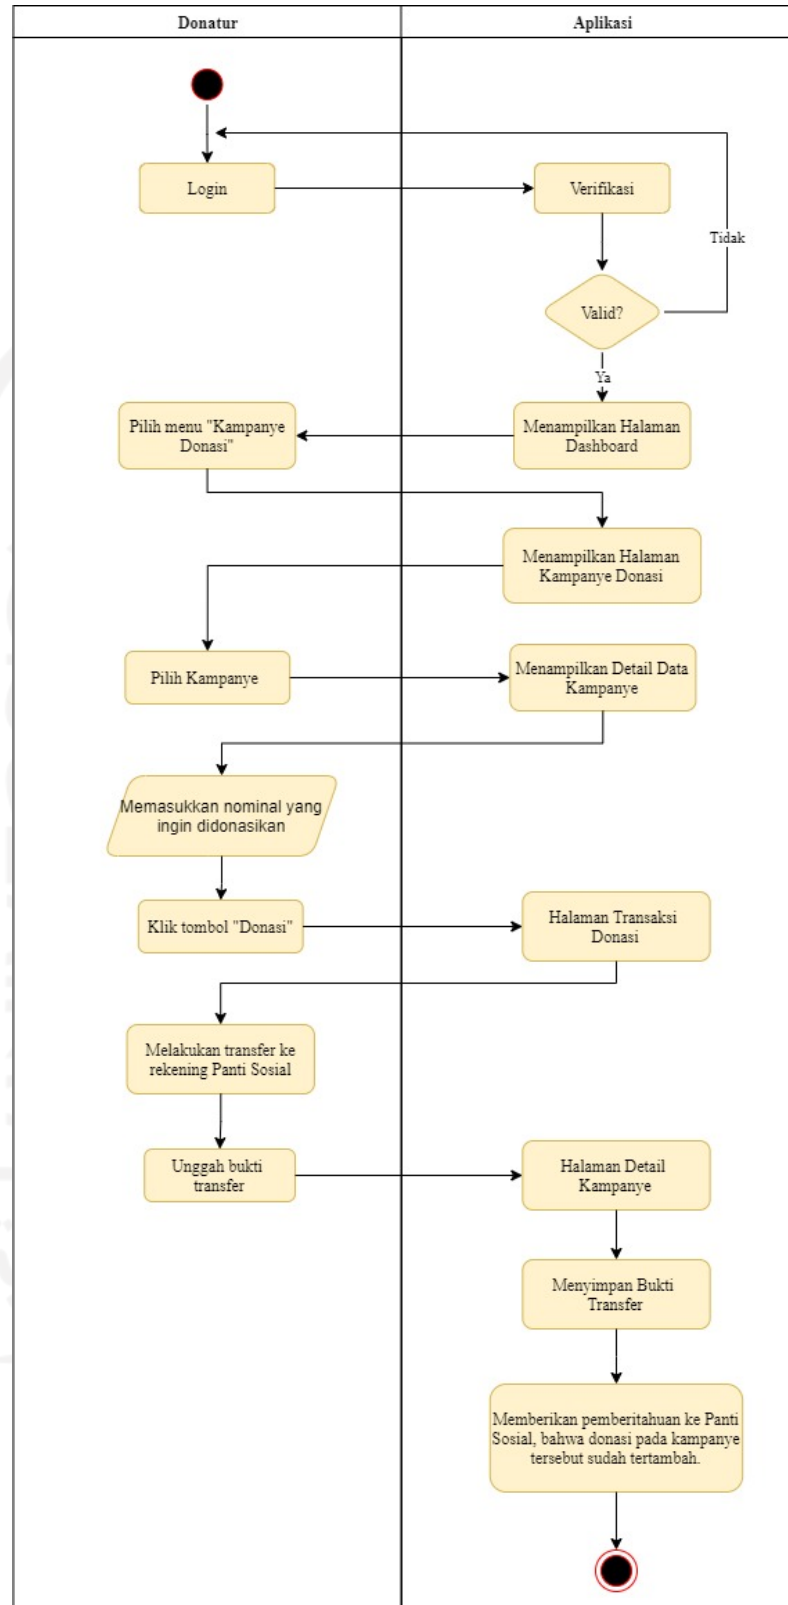 Donatur
Aplikasi
Login
Verifikasi
Tidak
Valid?
Ya
Pilih menu "Kampanye
Donasi"
Menampilkan Halaman
Dashboard
Menampilkan Halaman
Kampanye Donasi
Pilih Kampanye
Menampilkan Detail Data
Kampanye
Memasukkan nominal yang
ingin didonasikan
Klik tombol "Donasi"
Halaman Transaksi
Donasi
Melakukan transfer ke
rekening Panti Sosial
Unggah bukti
transfer
Halaman Detail
Kampanye
Menyimpan Bukti
Transfer
Memberikan pemberitahuan ke Panti
Sosial, bahwa donasi pada kampanye
tersebut sudah tertambah.